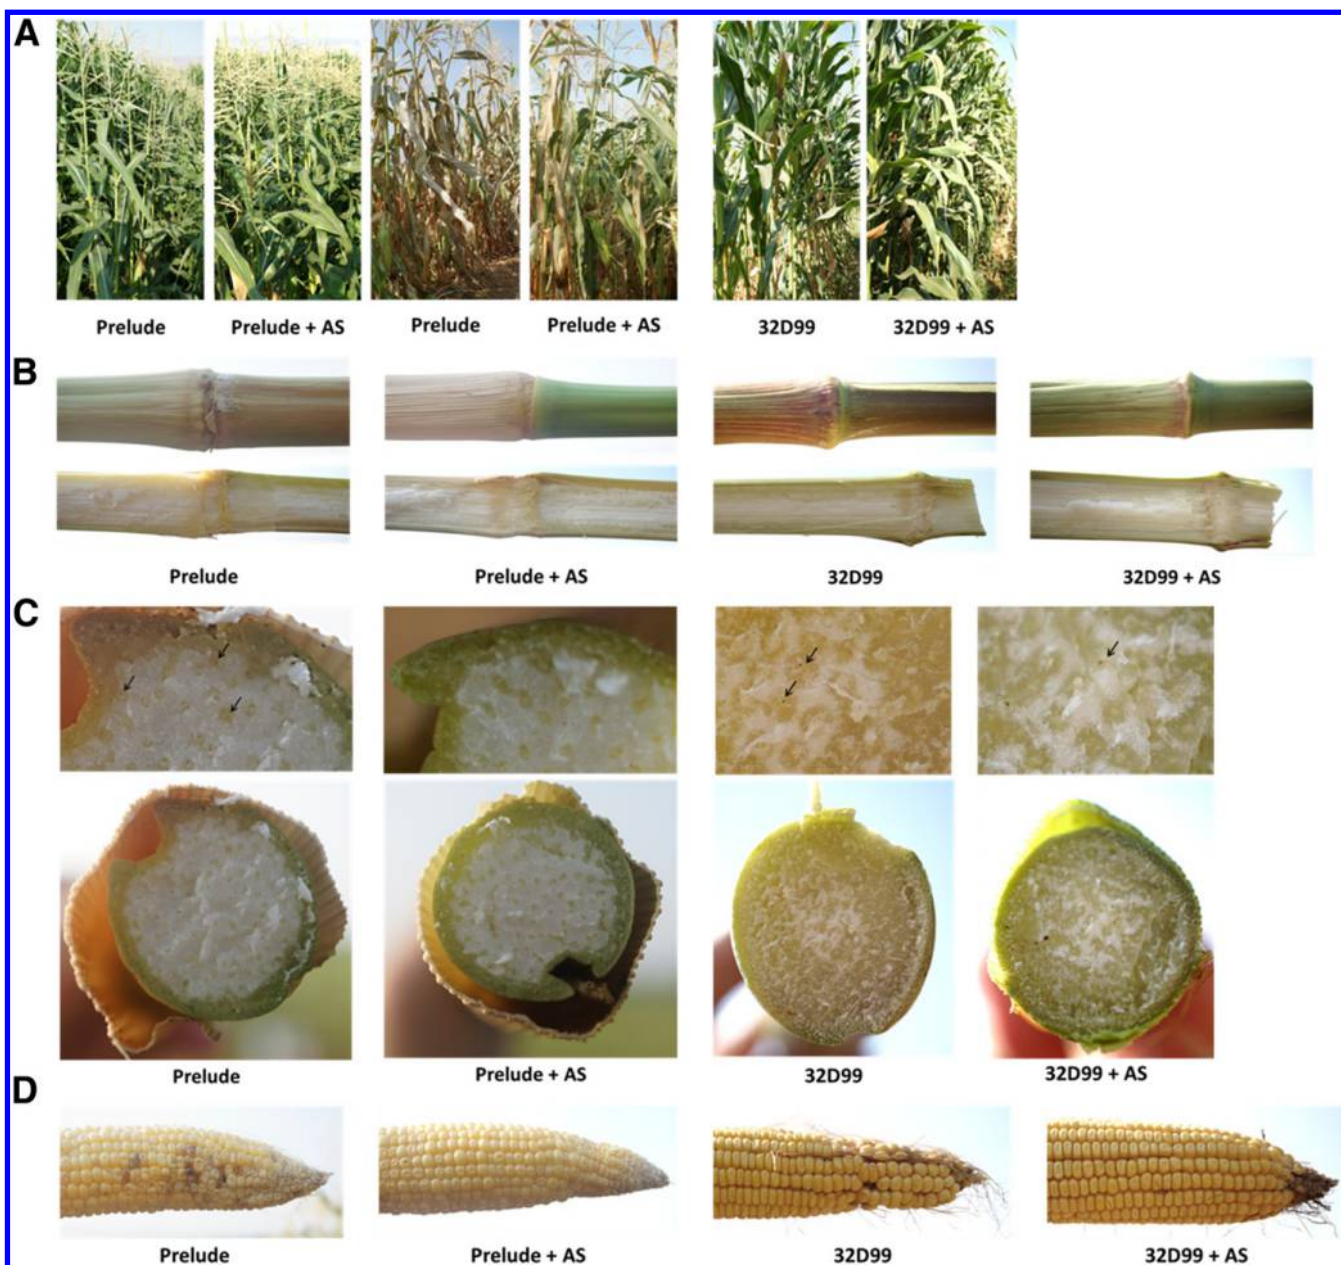 A
Prelude Prelude + AS Prelude Prelude + AS 32D99 32D99 + AS
B
Prelude Prelude + AS 32D99 32D99 + AS
C
Prelude Prelude + AS 32D99 32D99 + AS
D
Prelude Prelude + AS 32D99 32D99 + AS